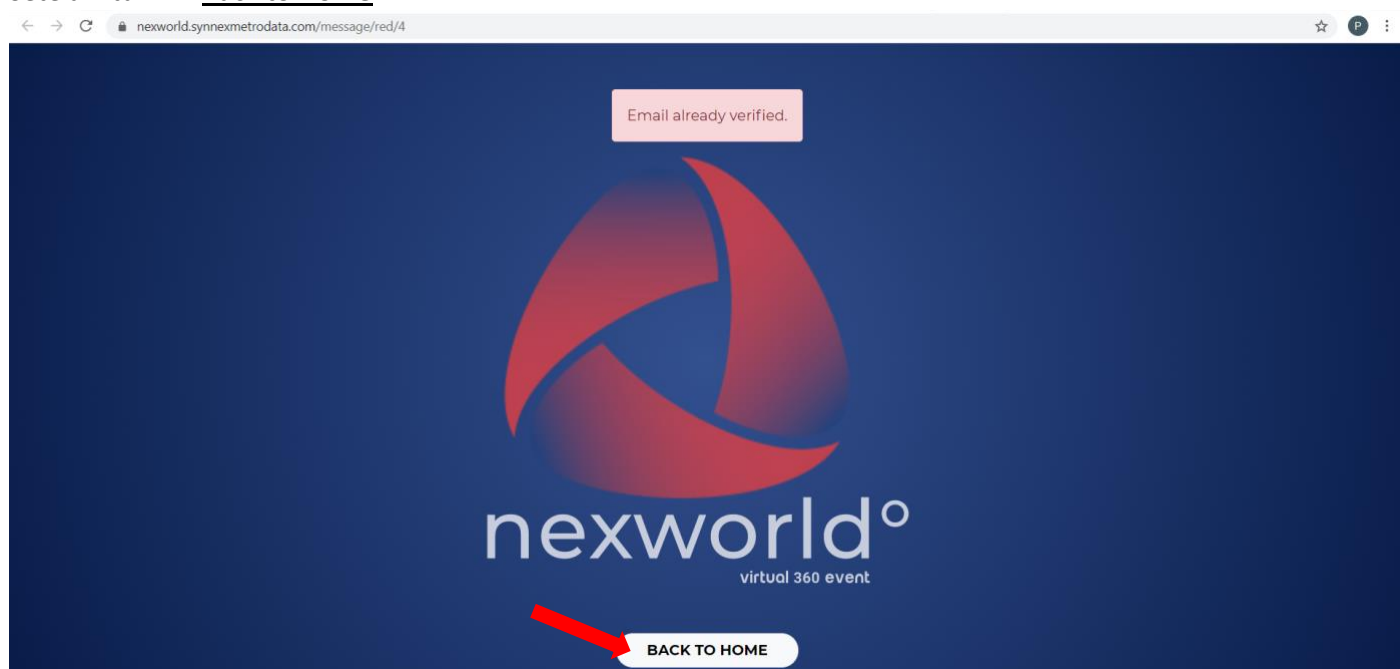 nexworld.synnexmetrodata.com/message/red/4
P
Email already verified.
nexworld°
virtual 360 event
BACK TO HOME